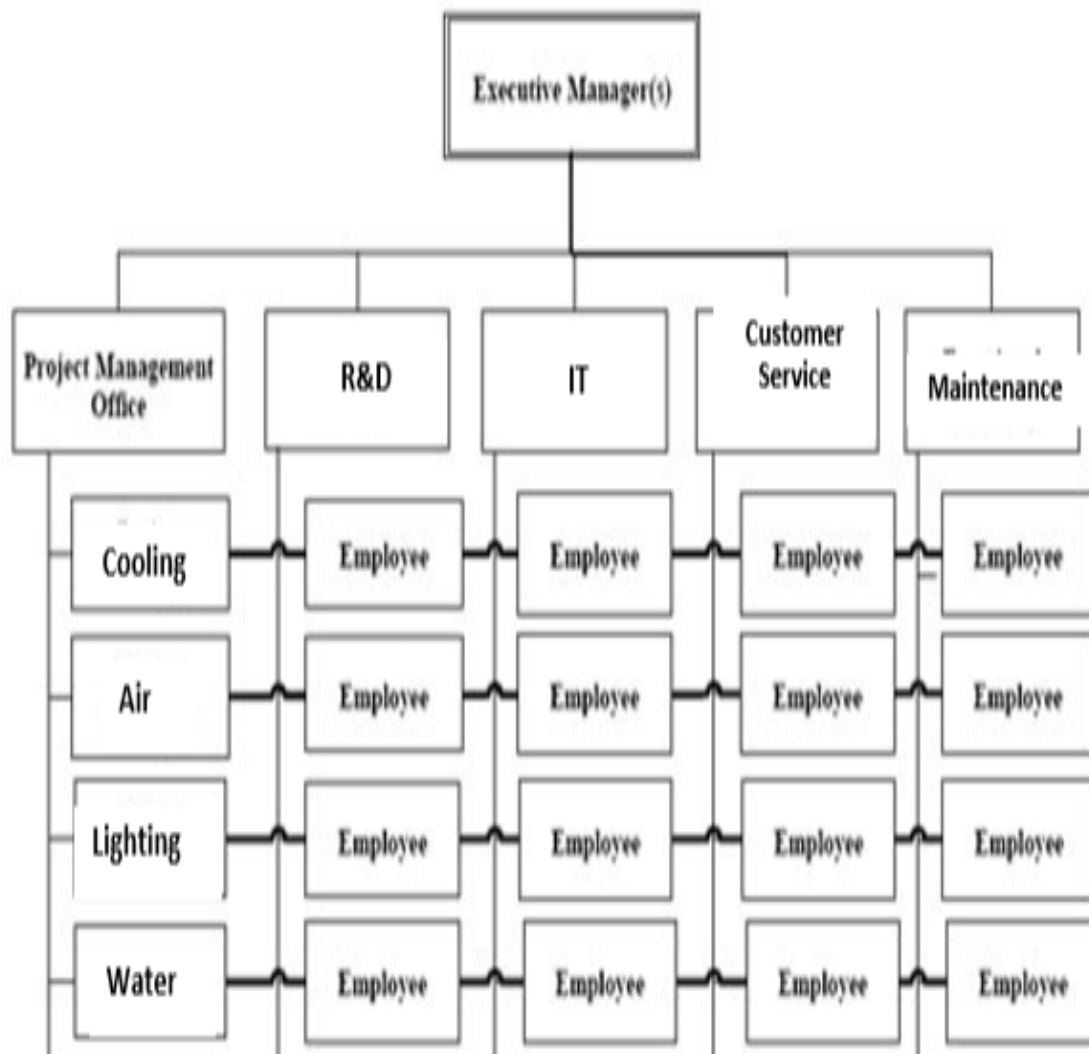 Executive Manager(s)
Project Management
Office
R&D
IT
Customer
Service
Maintenance
Cooling
Employee
Employee
Employee
Employee
Air
Employee
Employee
Employee
Employee
Lighting
Employee
Employee
Employee
Employee
Water
Employee
Employee
Employee
Employee